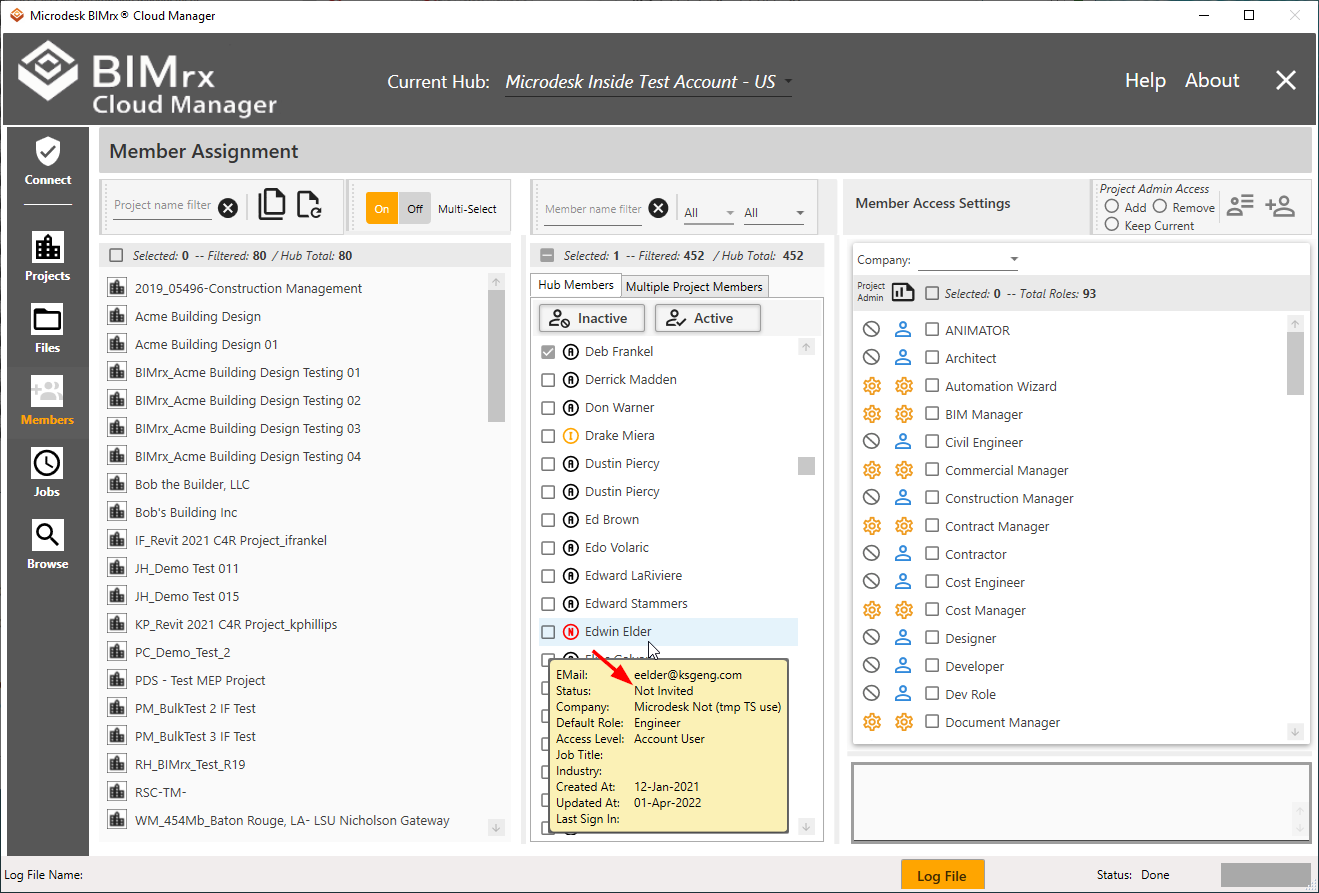 Microdesk BIMrx® Cloud Manager
BIMrx
Cloud Manager
Current Hub: Microdesk Inside Test Account - US
Help About
Connect
Projects
Files
Members
Jobs
Browse
Member Assignment
Project name filter
On Off Multi-Select
Selected: 0 -- Filtered: 80 / Hub Total: 80
2019_05496-Construction Management
Acme Building Design
Acme Building Design 01
BIMrx_Acme Building Design Testing 01
BIMrx_Acme Building Design Testing 02
BIMrx_Acme Building Design Testing 03
BIMrx_Acme Building Design Testing 04
Bob the Builder, LLC
Bob's Building Inc
IF_Revit 2021 C4R Project_ifrankel
JH_Demo Test 011
JH_Demo Test 015
KP_Revit 2021 C4R Project_kphillips
PC_Demo_Test_2
PDS - Test MEP Project
PM_BulkTest 2 IF Test
PM_BulkTest 3 IF Test
RH_BIMrx_Test_R19
RSC-TM-
WM_454Mb_Baton Rouge, LA- LSU Nicholson Gateway
Member name filter
All All
Selected: 1 -- Filtered: 452 / Hub Total: 452
Hub Members Multiple Project Members
Inactive Active
A Deb Frankel
A Derrick Madden
A Don Warner
I Drake Miera
A Dustin Piercy
A Dustin Piercy
A Ed Brown
A Edo Volaric
A Edward LaRiviere
A Edward Stammers
N Edwin Elder
EMail: eelder@ksgeng.com
Status: Not Invited
Company: Microdesk Not (tmp TS use)
Default Role: Engineer
Access Level: Account User
Job Title:
Industry:
Created At: 12-Jan-2021
Updated At: 01-Apr-2022
Last Sign In:
Member Access Settings
Project Admin Access
Add Remove
Keep Current
Company:
Project
Admin
Selected: 0 -- Total Roles: 93
ANIMATOR
Architect
Automation Wizard
BIM Manager
Civil Engineer
Commercial Manager
Construction Manager
Contract Manager
Contractor
Cost Engineer
Cost Manager
Designer
Developer
Dev Role
Document Manager
Log File Name:
Log File
Status: Done